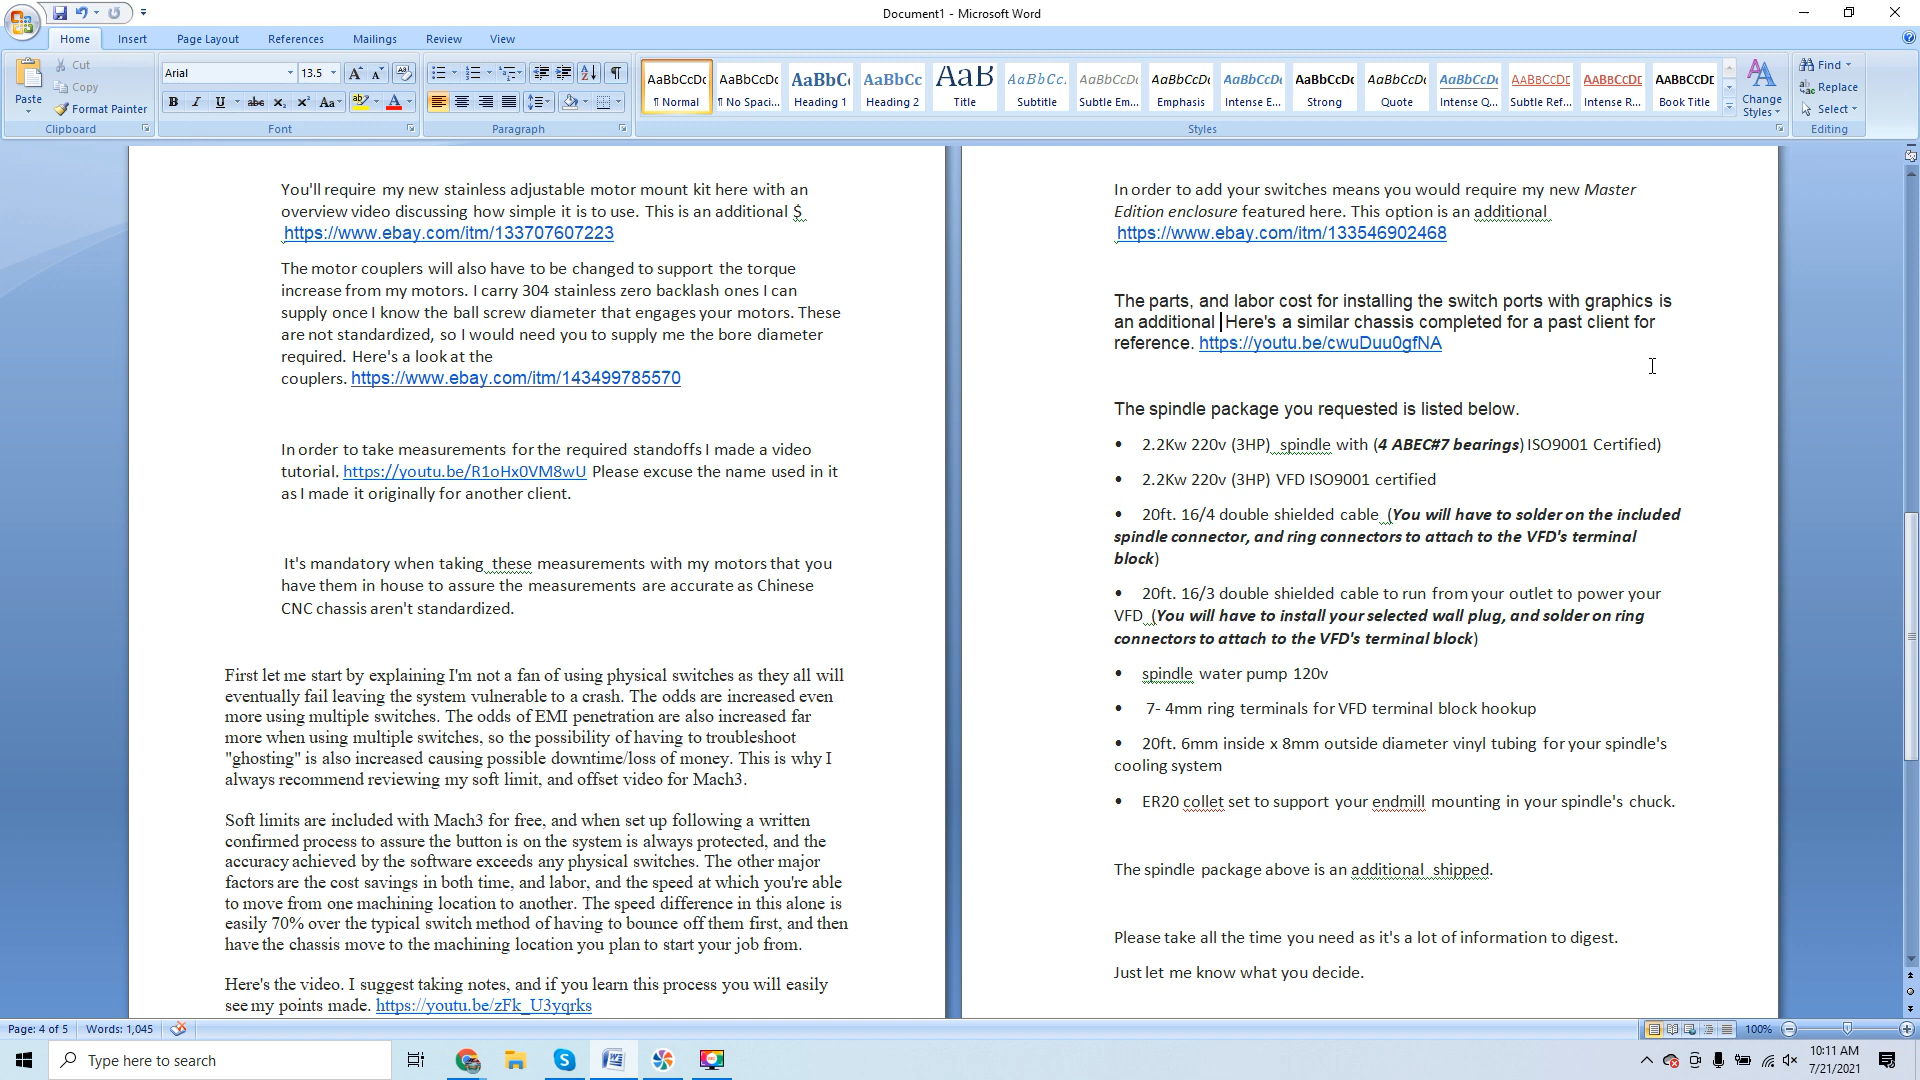 Document1 - Microsoft Word
Home Insert Page Layout References Mailings Review View
Paste
Cut
Copy
Format Painter
Clipboard
Arial 13.5
Font
Paragraph
AaBbCcDc AaBbCcDc AaBbC AaBbCc AaB AaBbCc. AaBbCcDc AaBbCcDc AaBbCcDc AaBbCcDc AaBbCcDc AaBbCcDc AABBCCDE AABBCCDE AABBCCDE
¶ Normal ¶ No Spaci... Heading 1 Heading 2 Title Subtitle Subtle Em... Emphasis Intense E... Strong Quote Intense Q... Subtle Ref... Intense R... Book Title
Change
Styles
Styles
Find
Replace
Select
Editing
You'll require my new stainless adjustable motor mount kit here with an
overview video discussing how simple it is to use. This is an additional $
https://www.ebay.com/itm/133707607223
The motor couplers will also have to be changed to support the torque
increase from my motors. I carry 304 stainless zero backlash ones I can
supply once I know the ball screw diameter that engages your motors. These
are not standardized, so I would need you to supply me the bore diameter
required. Here's a look at the
couplers. https://www.ebay.com/itm/143499785570
In order to take measurements for the required standoffs I made a video
tutorial. https://youtu.be/R1oHx0VM8wU Please excuse the name used in it
as I made it originally for another client.
It's mandatory when taking these measurements with my motors that you
have them in house to assure the measurements are accurate as Chinese
CNC chassis aren't standardized.
First let me start by explaining I'm not a fan of using physical switches as they all will
eventually fail leaving the system vulnerable to a crash. The odds are increased even
more using multiple switches. The odds of EMI penetration are also increased far
more when using multiple switches, so the possibility of having to troubleshoot
"ghosting" is also increased causing possible downtime/loss of money. This is why I
always recommend reviewing my soft limit, and offset video for Mach3.
Soft limits are included with Mach3 for free, and when set up following a written
confirmed process to assure the button is on the system is always protected, and the
accuracy achieved by the software exceeds any physical switches. The other major
factors are the cost savings in both time, and labor, and the speed at which you're able
to move from one machining location to another. The speed difference in this alone is
easily 70% over the typical switch method of having to bounce off them first, and then
have the chassis move to the machining location you plan to start your job from.
Here's the video. I suggest taking notes, and if you learn this process you will easily
see my points made. https://youtu.be/zFk_U3yqrks
In order to add your switches means you would require my new Master
Edition enclosure featured here. This option is an additional
https://www.ebay.com/itm/133546902468
The parts, and labor cost for installing the switch ports with graphics is
an additional Here's a similar chassis completed for a past client for
reference. https://youtu.be/cwuDuu0gfNA
The spindle package you requested is listed below.
• 2.2Kw 220v (3HP) spindle with (4 ABEC#7 bearings) ISO9001 Certified)
• 2.2Kw 220v (3HP) VFD ISO9001 certified
• 20ft. 16/4 double shielded cable (You will have to solder on the included
spindle connector, and ring connectors to attach to the VFD's terminal
block)
• 20ft. 16/3 double shielded cable to run from your outlet to power your
VFD (You will have to install your selected wall plug, and solder on ring
connectors to attach to the VFD's terminal block)
• spindle water pump 120v
• 7- 4mm ring terminals for VFD terminal block hookup
• 20ft. 6mm inside x 8mm outside diameter vinyl tubing for your spindle's
cooling system
• ER20 collet set to support your endmill mounting in your spindle's chuck.
The spindle package above is an additional shipped.
Please take all the time you need as it's a lot of information to digest.
Just let me know what you decide.
Page: 4 of 5 Words: 1,045 100%
Type here to search
10:11 AM
7/21/2021